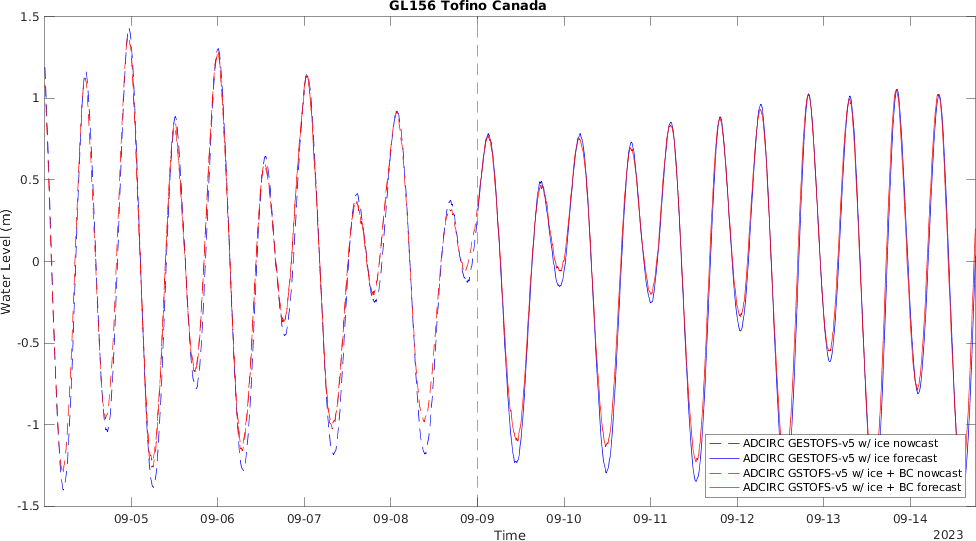 GL156 Tofino Canada
1.5
1
0.5
0
-0.5
-1
-1.5
Water Level (m)
ADCIRC GESTOFS-v5 w/ ice nowcast
ADCIRC GESTOFS-v5 w/ ice forecast
ADCIRC GSTOFS-v5 w/ ice + BC nowcast
ADCIRC GSTOFS-v5 w/ ice + BC forecast
09-05 09-06 09-07 09-08 09-09 09-10 09-11 09-12 09-13 09-14
Time
2023